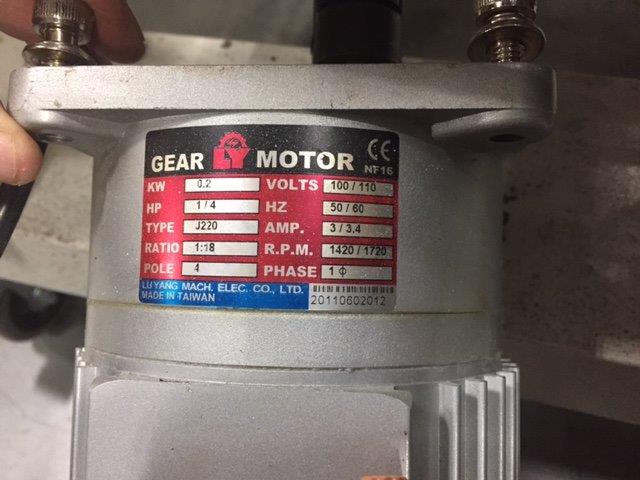 GEAR LY MOTOR CE
NF16
KW 0.2 VOLTS 100 / 110
HP 1 / 4 HZ 50 / 60
TYPE J220 AMP. 3 / 3.4
RATIO 1:18 R.P.M. 1420 / 1720
POLE 4 PHASE 1 Φ
LU YANG MACH. ELEC. CO., LTD.
MADE IN TAIWAN 20110602012